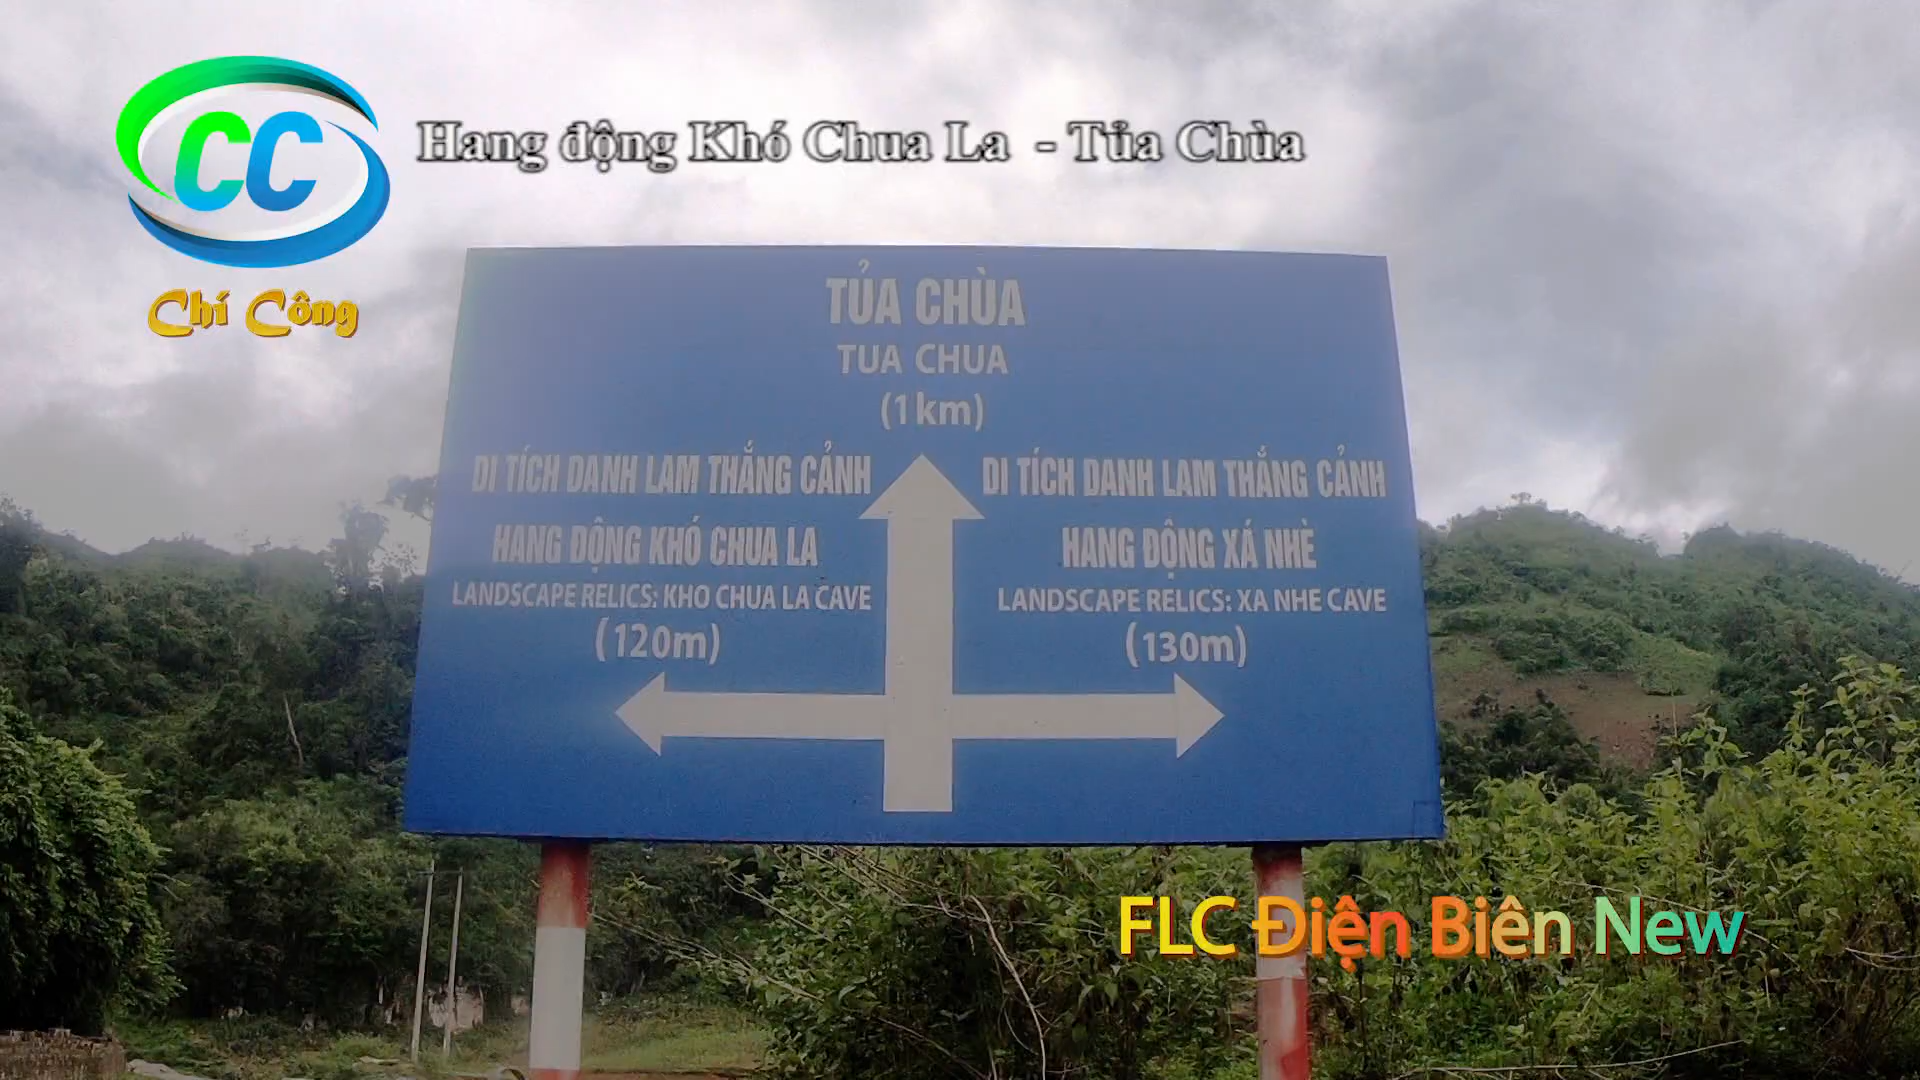 CC
Chí Công
Hang động Khó Chua La - Tủa Chùa
TỦA CHÙA
TUA CHUA
(1km)
DI TÍCH DANH LAM THẮNG CẢNH
HANG ĐỘNG KHÓ CHUA LA
LANDSCAPE RELICS: KHO CHUA LA CAVE
(120m)
DI TÍCH DANH LAM THẮNG CẢNH
HANG ĐỘNG XÁ NHÈ
LANDSCAPE RELICS: XA NHE CAVE
(130m)
FLC Điện Biên New